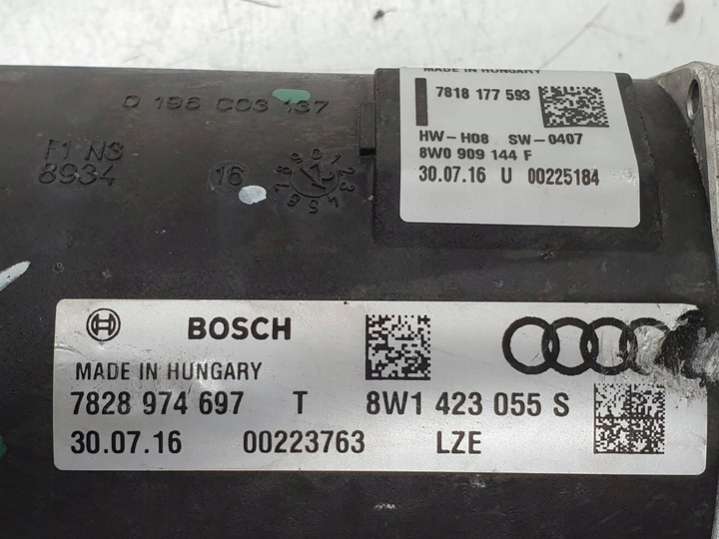 MADE IN HUNGARY
7818 177 593
HW-H08 SW-0407
8W0 909 144 F
30.07.16 U 00225184
0 196 C03 137
F1 N3
8934
16
BOSCH
MADE IN HUNGARY
7828 974 697 T 8W1 423 055 S
30.07.16 00223763 LZE